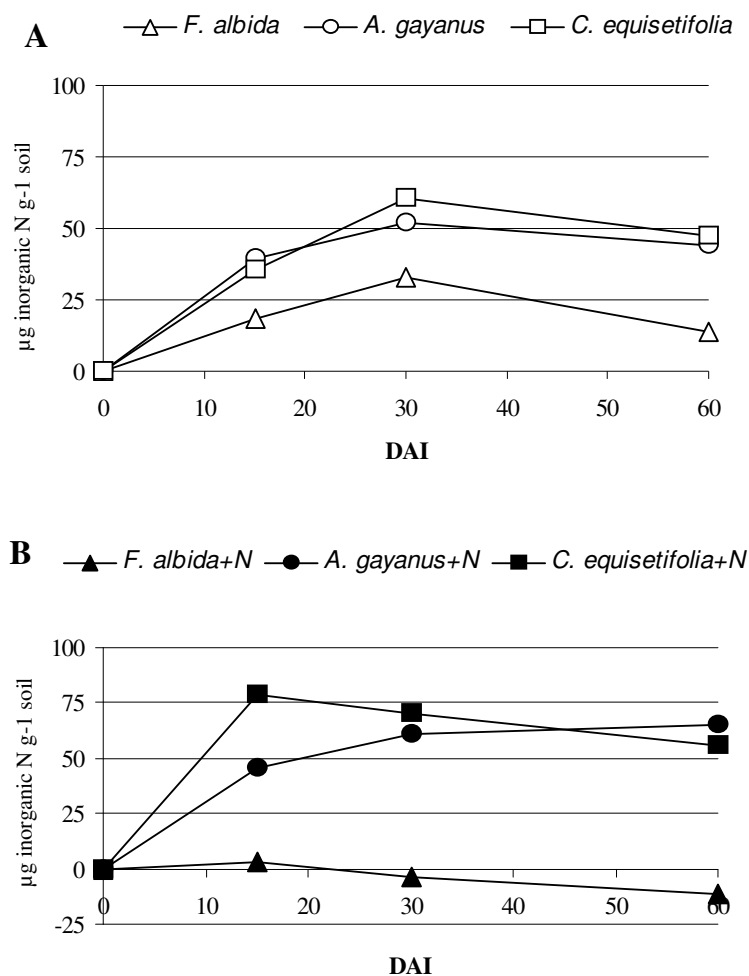 A
F. albida A. gayanus C. equisetifolia
100
75
50
25
0
µg inorganic N g-1 soil
0 10 20 30 40 50 60
DAI
B
F. albida+N A. gayanus+N C. equisetifolia+N
100
75
50
25
0
-25
µg inorganic N g-1 soil
0 10 20 30 40 50 60
DAI